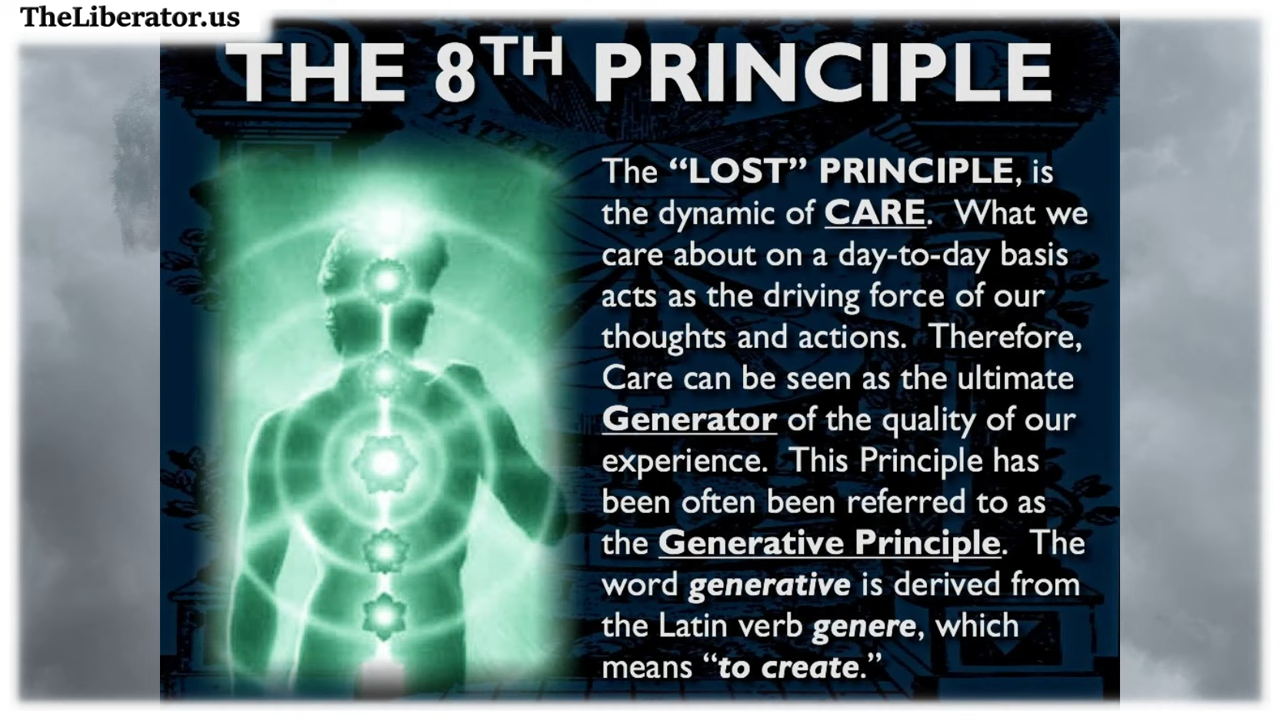 TheLiberator.us
THE 8TH PRINCIPLE
PATER
The “LOST” PRINCIPLE, is
the dynamic of CARE. What we
care about on a day-to-day basis
acts as the driving force of our
thoughts and actions. Therefore,
Care can be seen as the ultimate
Generator of the quality of our
experience. This Principle has
been often been referred to as
the Generative Principle. The
word generative is derived from
the Latin verb genere, which
means “to create.”